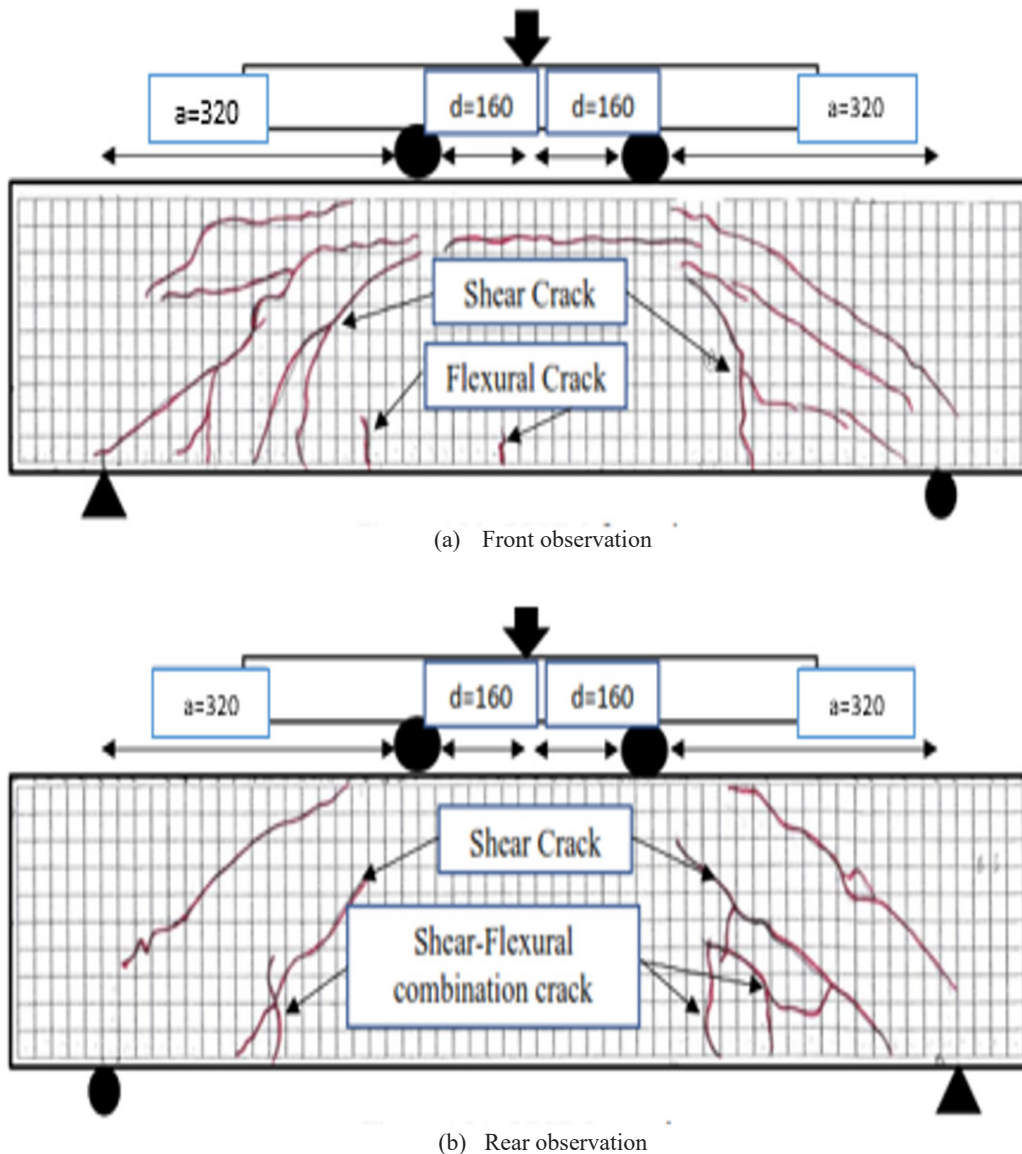 a=320
d=160
d=160
a=320
Shear Crack
Flexural Crack
(a) Front observation
a=320
d=160
d=160
a=320
Shear Crack
Shear-Flexural
combination crack
(b) Rear observation